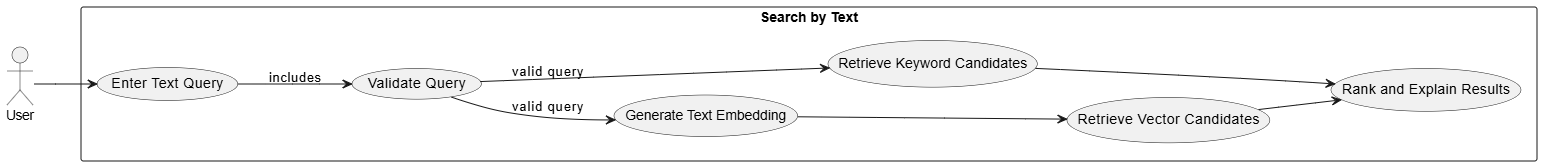 Search by Text
User
Enter Text Query
includes
Validate Query
valid query
valid query
Retrieve Keyword Candidates
Generate Text Embedding
Retrieve Vector Candidates
Rank and Explain Results